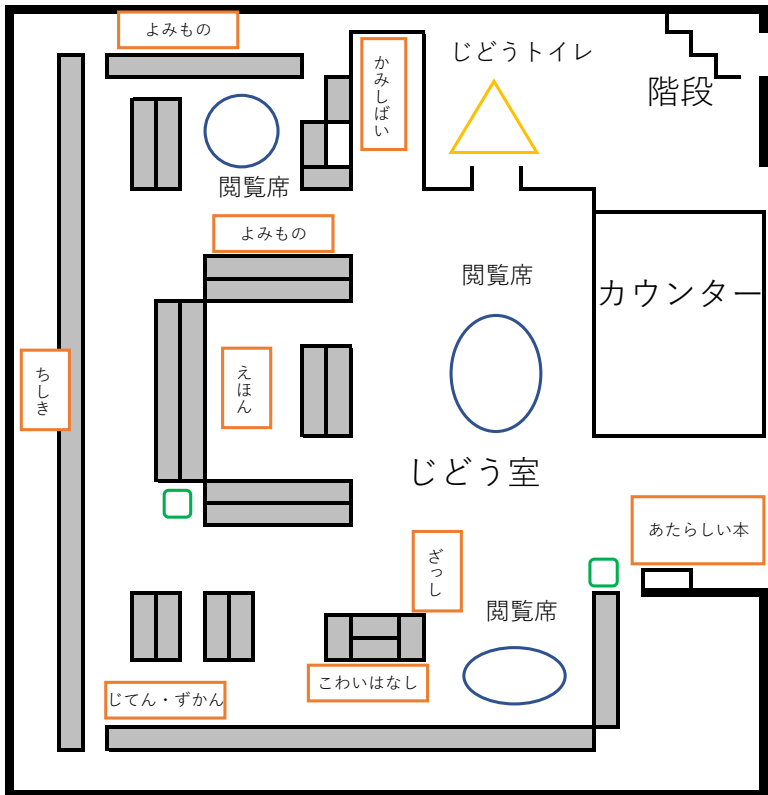 よみもの
かみしばい
じどうトイレ
階段
閲覧席
よみもの
閲覧席
カウンター
ちしき
えほん
じどう室
あたらしい本
ざっし
閲覧席
こわいはなし
じてん・ずかん